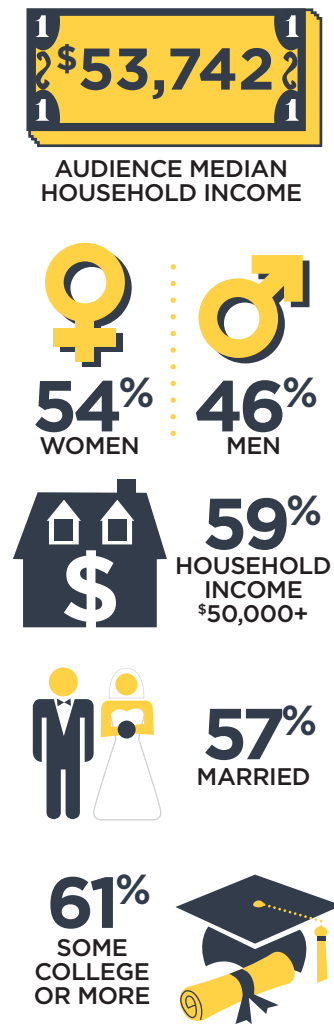 1 1
$53,742
1 1
AUDIENCE MEDIAN
HOUSEHOLD INCOME
54%
WOMEN
46%
MEN
$
59%
HOUSEHOLD
INCOME
$50,000+
57%
MARRIED
61%
SOME
COLLEGE
OR MORE